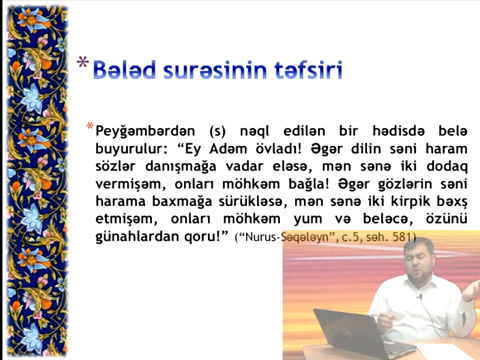 * Bələd surəsinin təfsiri
* Peyğəmbərdən (s) nəql edilən bir hədisdə belə
buyurulur: “Ey Adəm övladı! Əgər dilin səni haram
sözlər danışmağa vadar eləsə, mən sənə iki dodaq
vermişəm, onları möhkəm bağla! Əgər gözlərin səni
harama baxmağa sürükləsə, mən sənə iki kirpik bəxş
etmişəm, onları möhkəm yum və beləcə, özünü
günahlardan qoru!” (“Nurus-Səqələyn”, c.5, səh. 581)